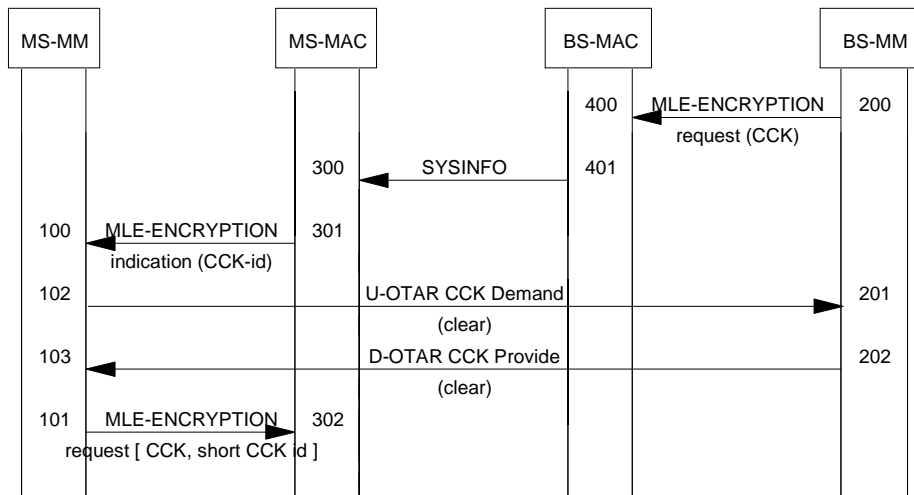 MS-MM MS-MAC BS-MAC BS-MM
400 MLE-ENCRYPTION 200
request (CCK)
300 SYSINFO 401
100 MLE-ENCRYPTION 301
indication (CCK-id)
102 U-OTAR CCK Demand 201
(clear)
103 D-OTAR CCK Provide 202
(clear)
101 MLE-ENCRYPTION 302
request [ CCK, short CCK id ]